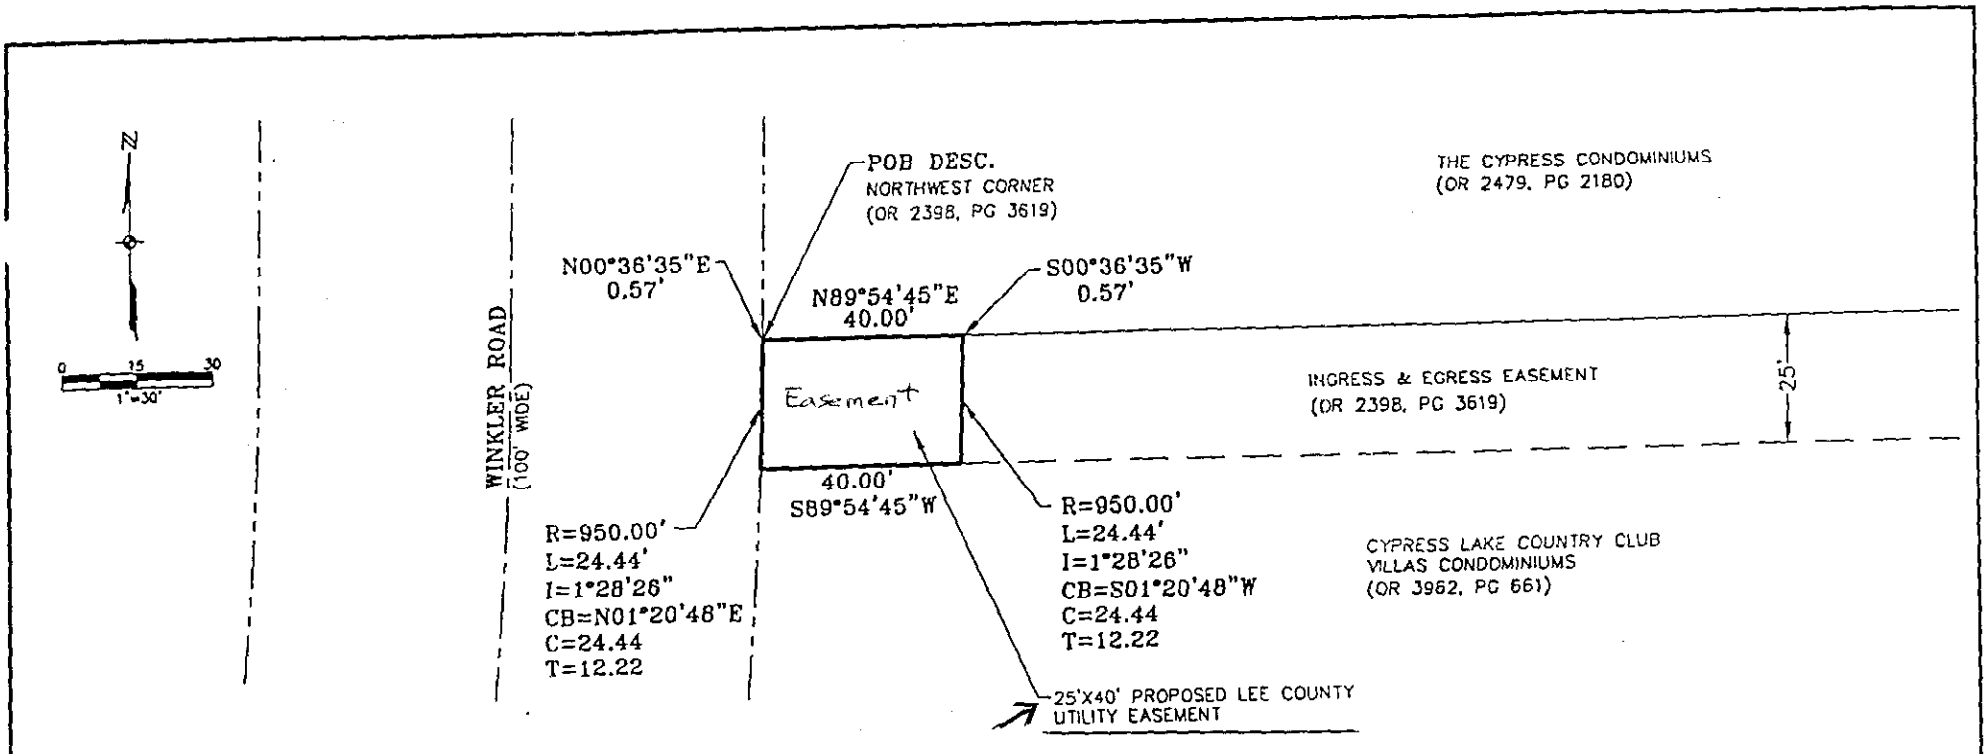 N
0 15 30
1"=30'
WINKLER ROAD
(100' WIDE)
POB DESC.
NORTHWEST CORNER
(OR 2398, PG 3619)
THE CYPRESS CONDOMINIUMS
(OR 2479, PG 2180)
N00°36'35"E
0.57'
N89°54'45"E
40.00'
S00°36'35"W
0.57'
Easement
INGRESS & EGRESS EASEMENT
(OR 2398, PG 3619)
25'
40.00'
S89°54'45"W
R=950.00'
L=24.44'
I=1°28'26"
CB=N01°20'48"E
C=24.44
T=12.22
R=950.00'
L=24.44'
I=1°28'26"
CB=S01°20'48"W
C=24.44
T=12.22
CYPRESS LAKE COUNTRY CLUB
VILLAS CONDOMINIUMS
(OR 3962, PG 661)
25'X40' PROPOSED LEE COUNTY
UTILITY EASEMENT